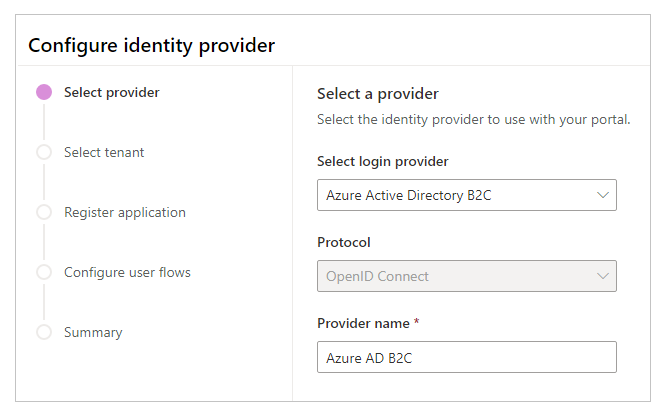 Configure identity provider
Select provider
Select tenant
Register application
Configure user flows
Summary
Select a provider
Select the identity provider to use with your portal.
Select login provider
Azure Active Directory B2C
Protocol
OpenID Connect
Provider name *
Azure AD B2C